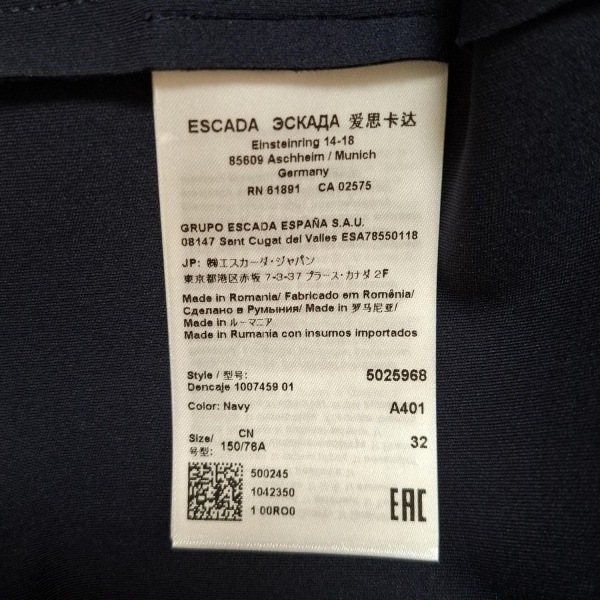 ESCADA ЭСКАДА 爱思卡达
Einsteinring 14-18
85609 Aschheim / Munich
Germany
RN 61891 CA 02575
GRUPO ESCADA ESPAÑA S.A.U.
08147 Sant Cugat del Valles ESA78550118
JP: ㈱エスカーダ・ジャパン
東京都港区赤坂 7-3-37 プラース・カナダ 2F
Made in Romania/ Fabricado em Romênia/
Сделано в Румыния/ Made in 罗马尼亚/
Made in ルーマニア
Made in Rumania con insumos importados
Style / 型号: 5025968
Dencaje 1007459 01
Color: Navy A401
Size/ CN 32
号型: 150/76A
500245
1042350
1 00RO0
EAC